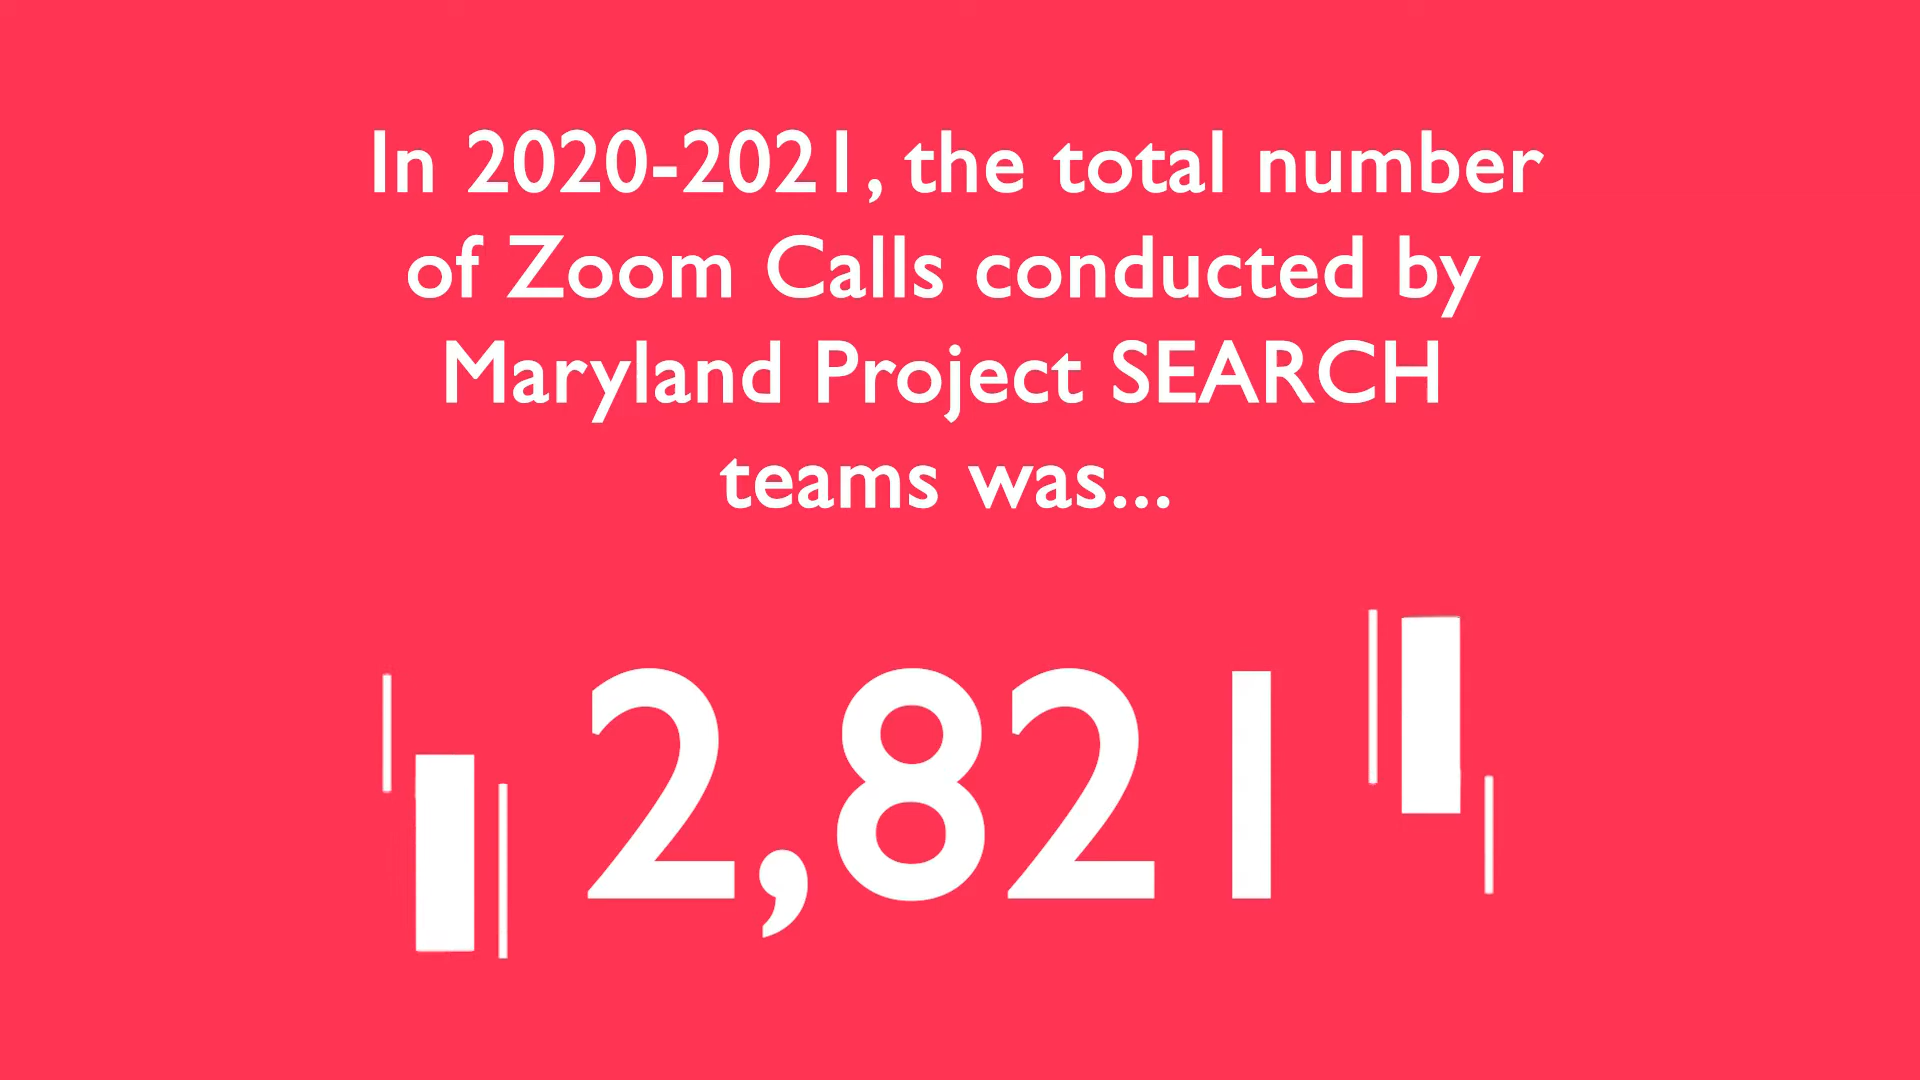 In 2020-2021, the total number
of Zoom Calls conducted by
Maryland Project SEARCH
teams was...
2,821